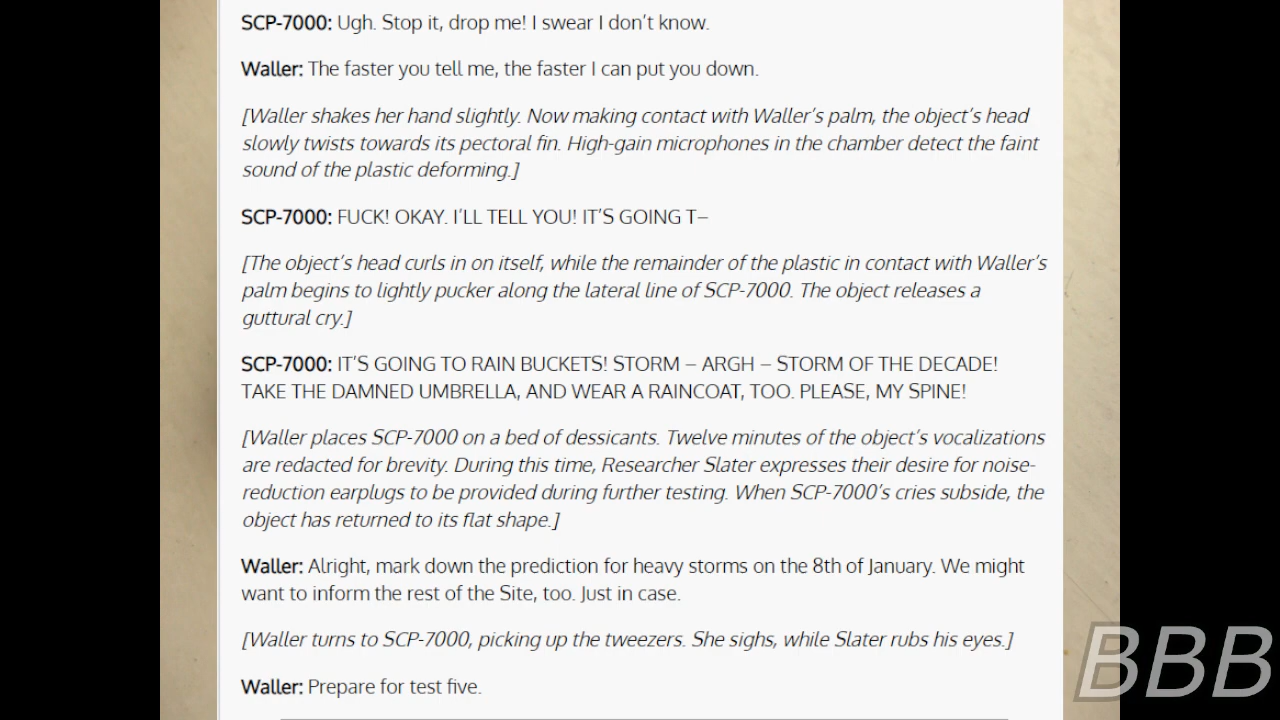 SCP-7000: Ugh. Stop it, drop me! I swear I don’t know.
Waller: The faster you tell me, the faster I can put you down.
[Waller shakes her hand slightly. Now making contact with Waller’s palm, the object’s head
slowly twists towards its pectoral fin. High-gain microphones in the chamber detect the faint
sound of the plastic deforming.]
SCP-7000: FUCK! OKAY. I’LL TELL YOU! IT’S GOING T–
[The object’s head curls in on itself, while the remainder of the plastic in contact with Waller’s
palm begins to lightly pucker along the lateral line of SCP-7000. The object releases a
guttural cry.]
SCP-7000: IT’S GOING TO RAIN BUCKETS! STORM – ARGH – STORM OF THE DECADE!
TAKE THE DAMNED UMBRELLA, AND WEAR A RAINCOAT, TOO. PLEASE, MY SPINE!
[Waller places SCP-7000 on a bed of dessicants. Twelve minutes of the object’s vocalizations
are redacted for brevity. During this time, Researcher Slater expresses their desire for noise-
reduction earplugs to be provided during further testing. When SCP-7000’s cries subside, the
object has returned to its flat shape.]
Waller: Alright, mark down the prediction for heavy storms on the 8th of January. We might
want to inform the rest of the Site, too. Just in case.
[Waller turns to SCP-7000, picking up the tweezers. She sighs, while Slater rubs his eyes.]
Waller: Prepare for test five.
BBB